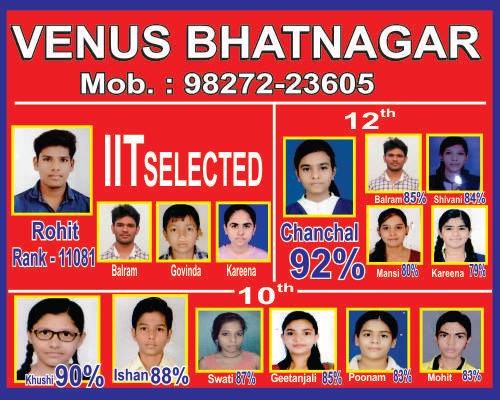 VENUS BHATNAGAR
Mob. : 98272-23605
IIT SELECTED
Rohit
Rank - 11081
Balram
Govinda
Kareena
12th
Chanchal
92%
Balram 85%
Shivani 84%
Mansi 80%
Kareena 79%
10th
Khushi 90%
Ishan 88%
Swati 87%
Geetanjali 85%
Poonam 83%
Mohit 83%